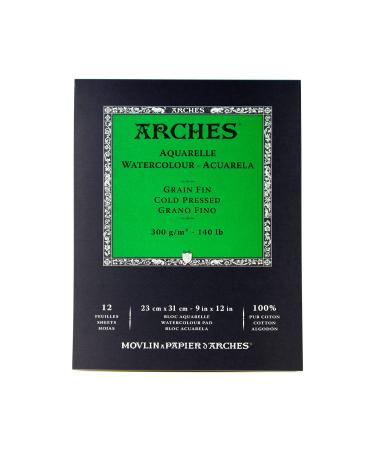 ARCHES
ARCHES
AQUARELLE
WATERCOLOUR - ACUARELA
GRAIN FIN
COLD PRESSED
GRANO FINO
300 g/m² - 140 lb
12
FEUILLES
SHEETS
HOJAS
23 cm x 31 cm - 9 in x 12 in
BLOC AQUARELLE
WATERCOLOUR PAD
BLOC ACUARELA
100%
PUR COTON
COTTON
ALGODÓN
MOVLIN & PAPIER d'ARCHES